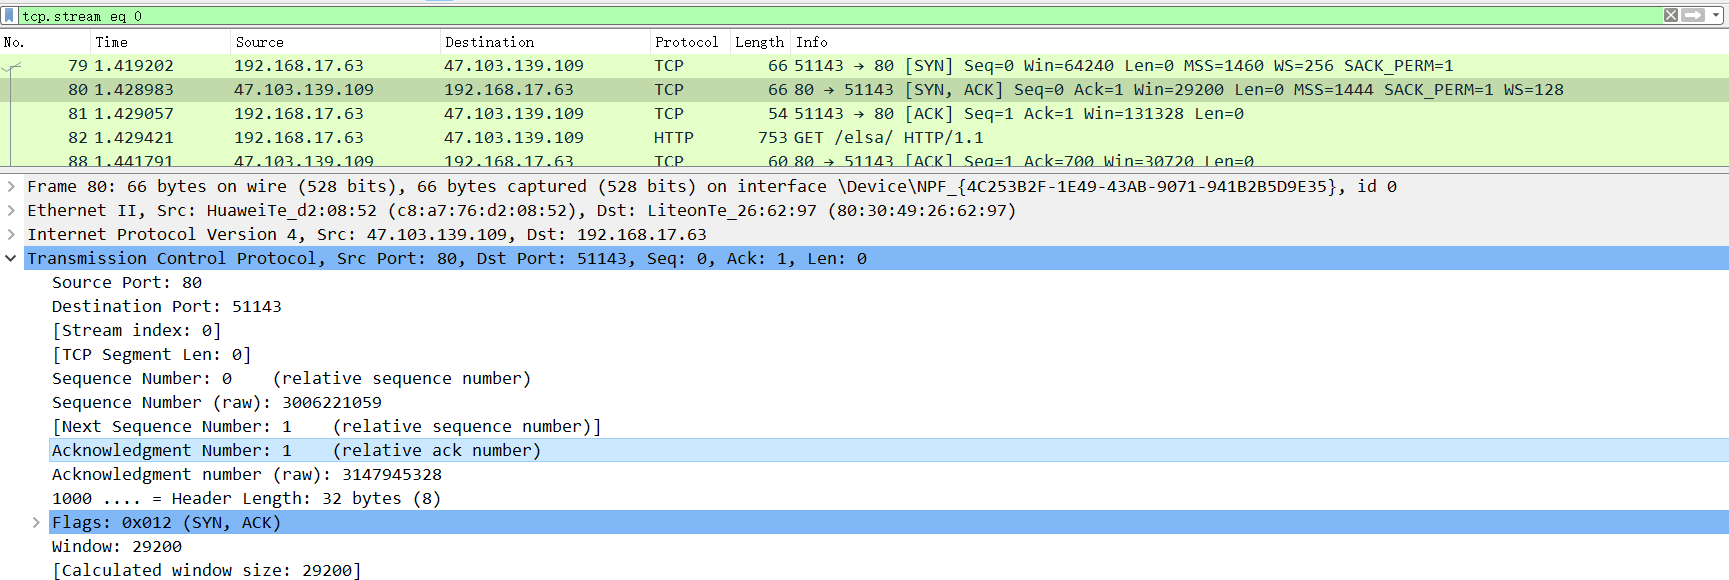 tcp.stream eq 0
No. Time Source Destination Protocol Length Info
79 1.419202 192.168.17.63 47.103.139.109 TCP 66 51143 → 80 [SYN] Seq=0 Win=64240 Len=0 MSS=1460 WS=256 SACK_PERM=1
80 1.428983 47.103.139.109 192.168.17.63 TCP 66 80 → 51143 [SYN, ACK] Seq=0 Ack=1 Win=29200 Len=0 MSS=1444 SACK_PERM=1 WS=128
81 1.429057 192.168.17.63 47.103.139.109 TCP 54 51143 → 80 [ACK] Seq=1 Ack=1 Win=131328 Len=0
82 1.429421 192.168.17.63 47.103.139.109 HTTP 753 GET /elsa/ HTTP/1.1
88 1.441791 47.103.139.109 192.168.17.63 TCP 60 80 → 51143 [ACK] Seq=1 Ack=700 Win=30720 Len=0
Frame 80: 66 bytes on wire (528 bits), 66 bytes captured (528 bits) on interface \Device\NPF_{4C253B2F-1E49-43AB-9071-941B2B5D9E35}, id 0
Ethernet II, Src: HuaweiTe_d2:08:52 (c8:a7:76:d2:08:52), Dst: LiteonTe_26:62:97 (80:30:49:26:62:97)
Internet Protocol Version 4, Src: 47.103.139.109, Dst: 192.168.17.63
Transmission Control Protocol, Src Port: 80, Dst Port: 51143, Seq: 0, Ack: 1, Len: 0
Source Port: 80
Destination Port: 51143
[Stream index: 0]
[TCP Segment Len: 0]
Sequence Number: 0    (relative sequence number)
Sequence Number (raw): 3006221059
[Next Sequence Number: 1    (relative sequence number)]
Acknowledgment Number: 1    (relative ack number)
Acknowledgment number (raw): 3147945328
1000 .... = Header Length: 32 bytes (8)
Flags: 0x012 (SYN, ACK)
Window: 29200
[Calculated window size: 29200]